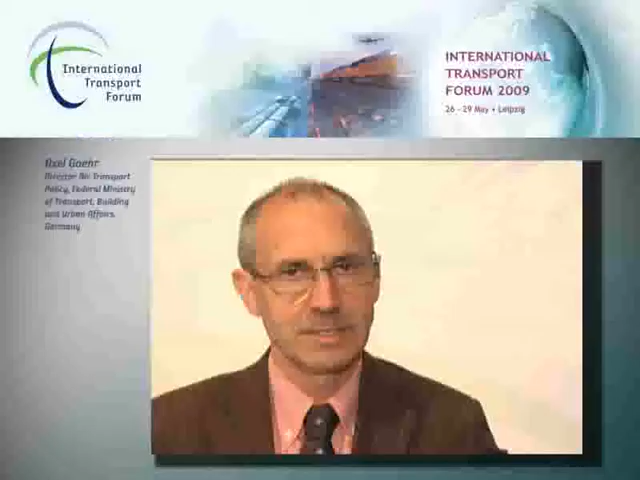 International
Transport
Forum
INTERNATIONAL
TRANSPORT
FORUM 2009
26 - 29 May • Leipzig
Axel Goehr
Director Air Transport
Policy, Federal Ministry
of Transport, Building
and Urban Affairs,
Germany